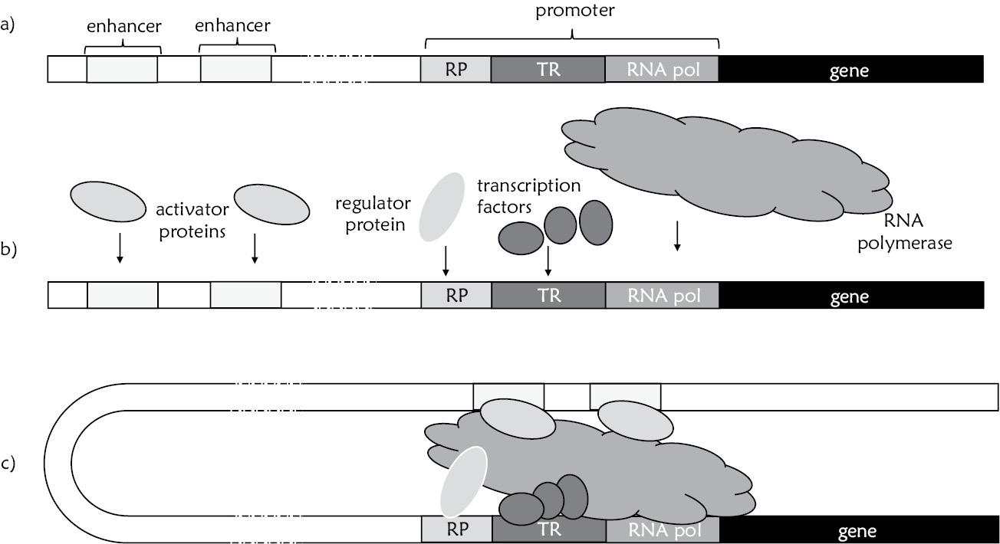 a)
enhancer
enhancer
promoter
RP
TR
RNA pol
gene
activator
proteins
regulator
protein
transcription
factors
RNA
polymerase
b)
RP
TR
RNA pol
gene
c)
RP
TR
RNA pol
gene